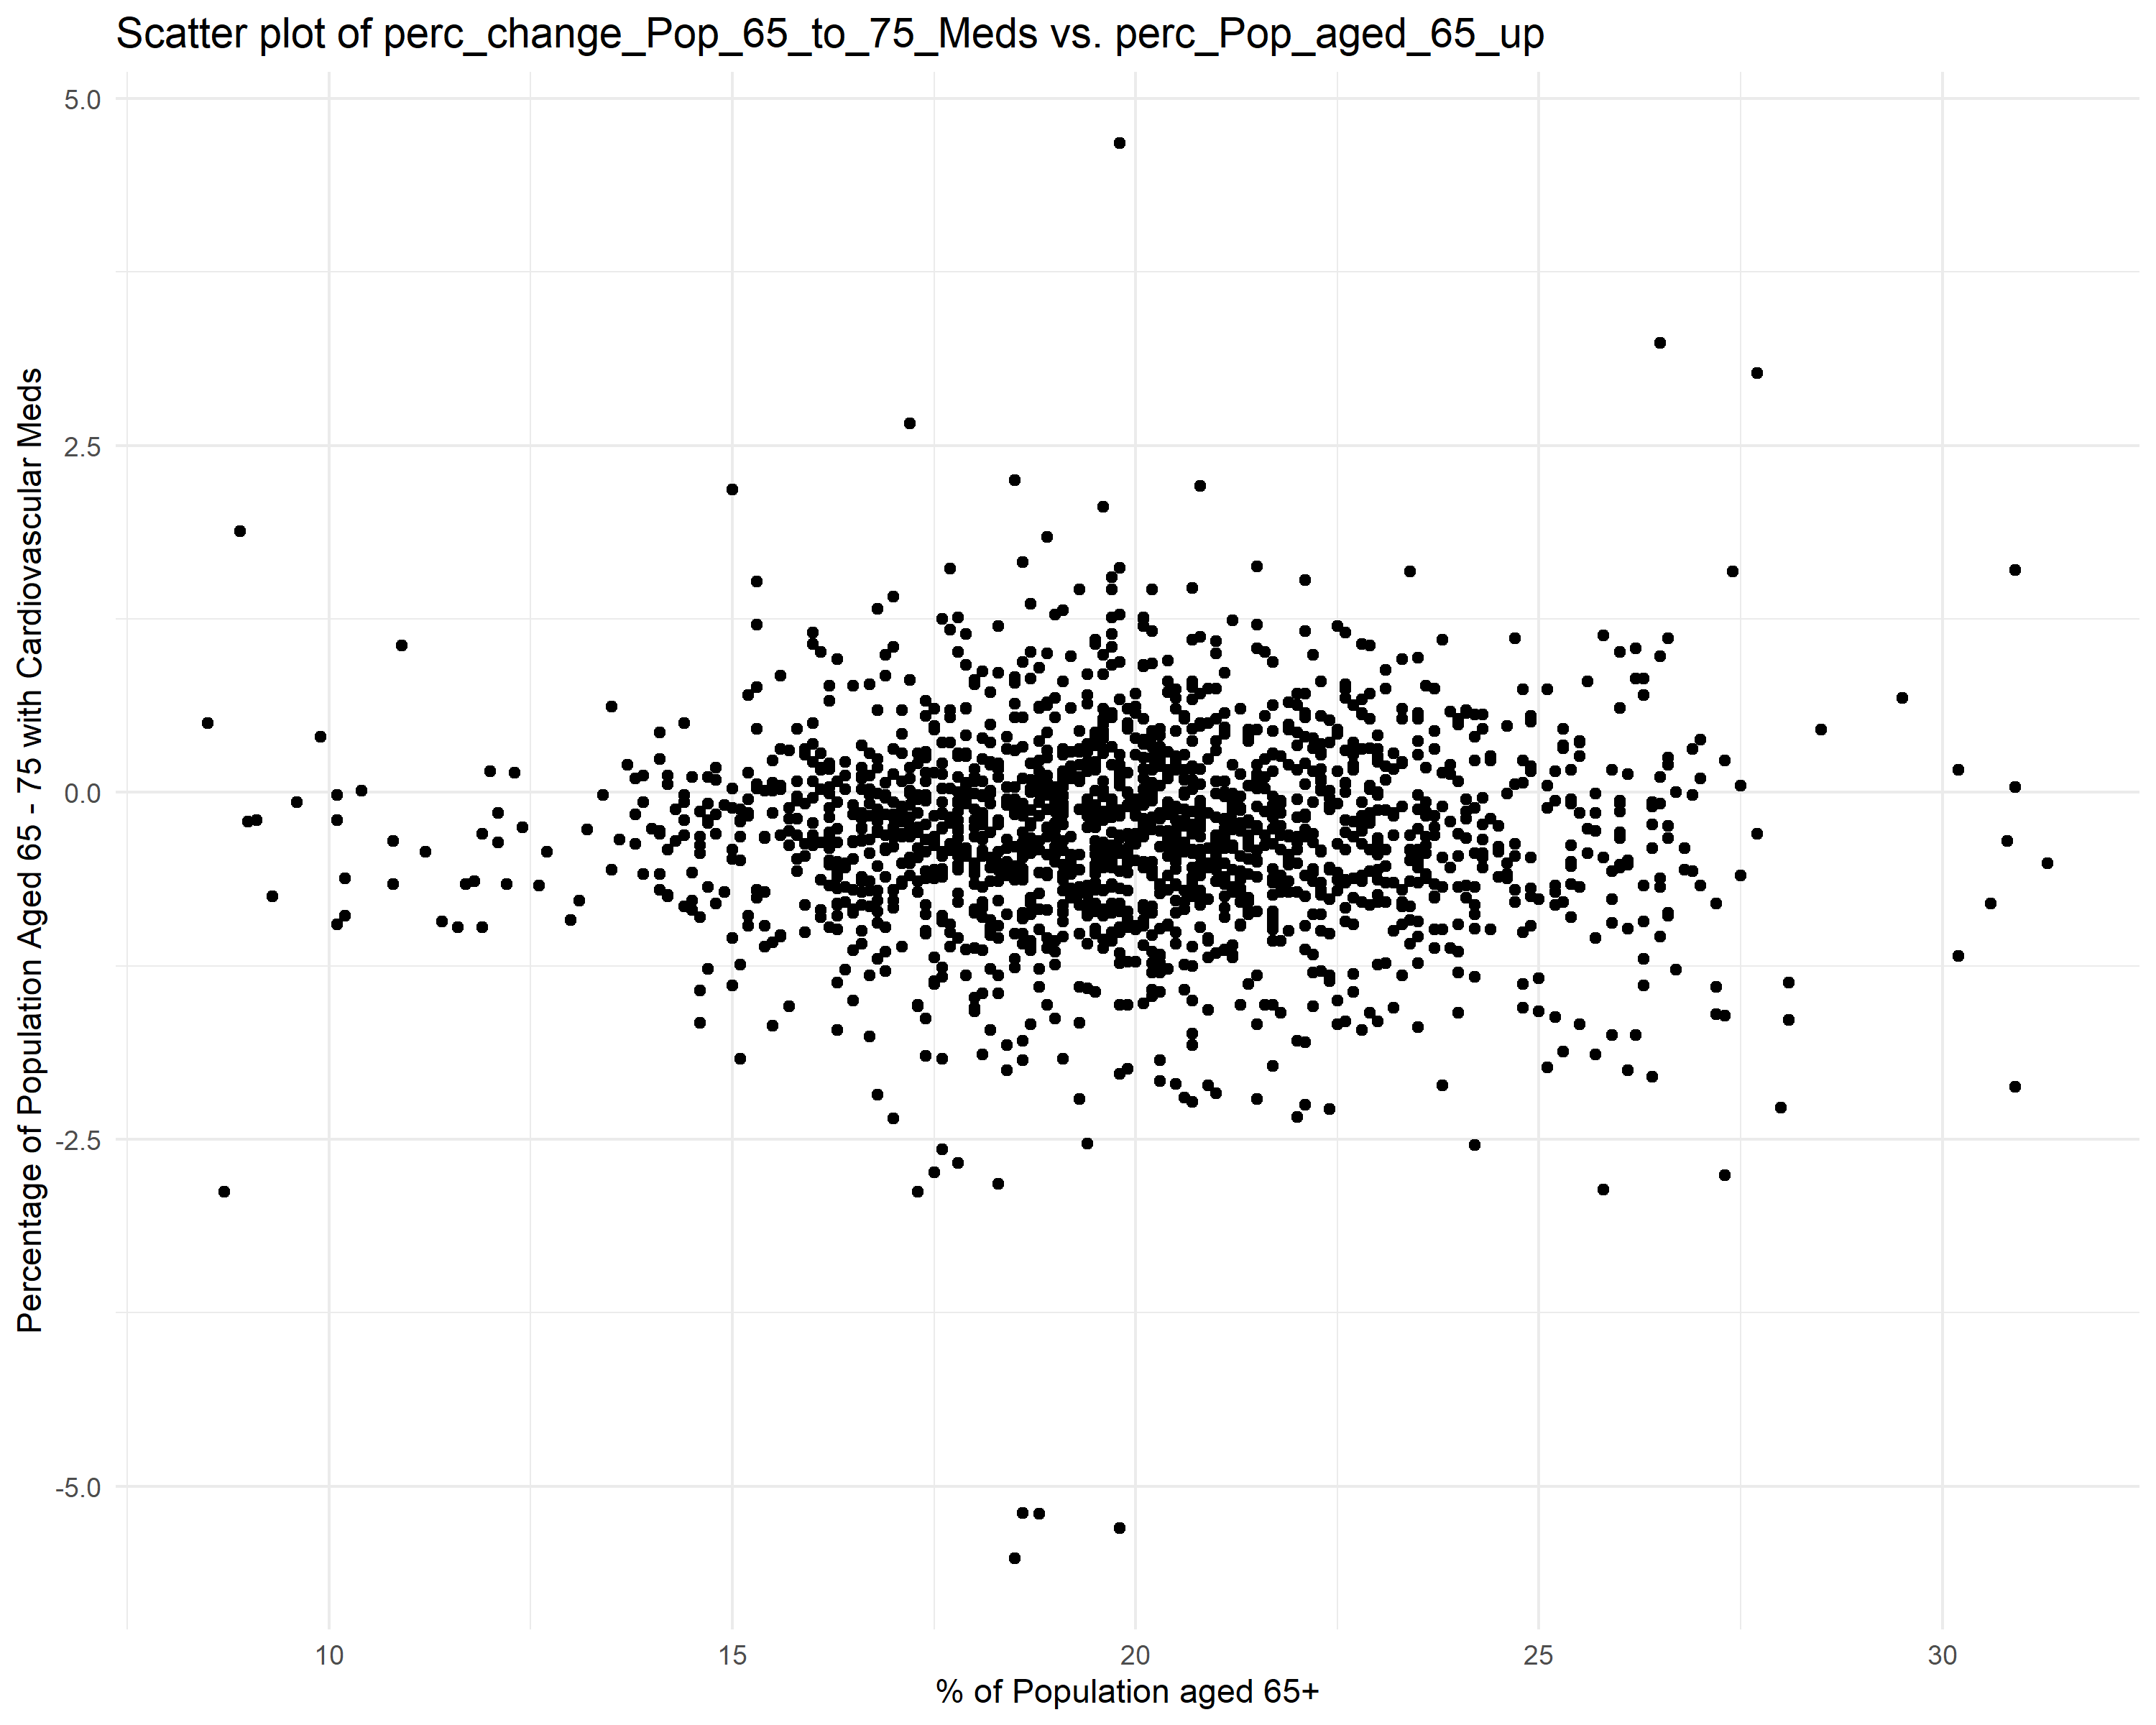 Scatter plot of perc_change_Pop_65_to_75_Meds vs. perc_Pop_aged_65_up
Percentage of Population Aged 65 - 75 with Cardiovascular Meds
5.0
2.5
0.0
-2.5
-5.0
10 15 20 25 30
% of Population aged 65+